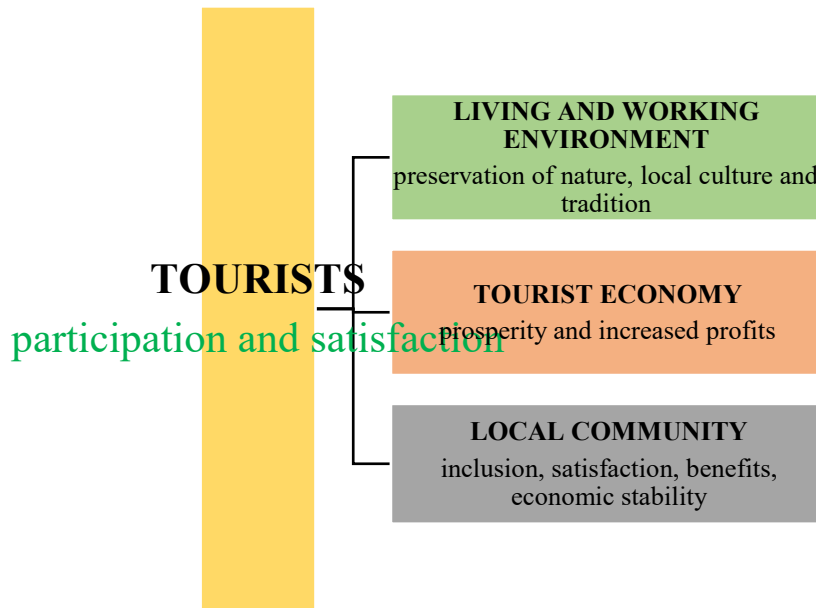 TOURISTS
participation and satisfaction
LIVING AND WORKING
ENVIRONMENT
preservation of nature, local culture and
tradition
TOURIST ECONOMY
prosperity and increased profits
LOCAL COMMUNITY
inclusion, satisfaction, benefits,
economic stability